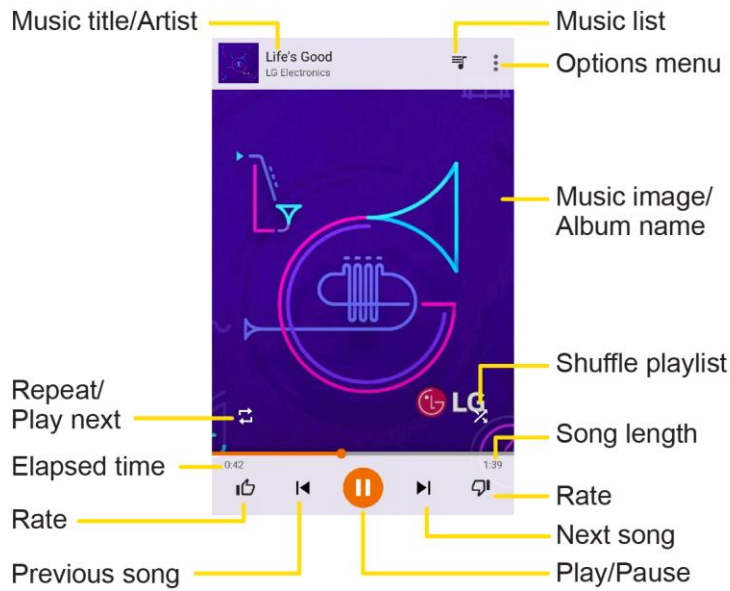 Music title/Artist
Music list
Life's Good
LG Electronics
Options menu
Music image/
Album name
Shuffle playlist
LG
Repeat/
Play next
Song length
Elapsed time
0:42
1:39
Rate
Rate
Next song
Previous song
Play/Pause